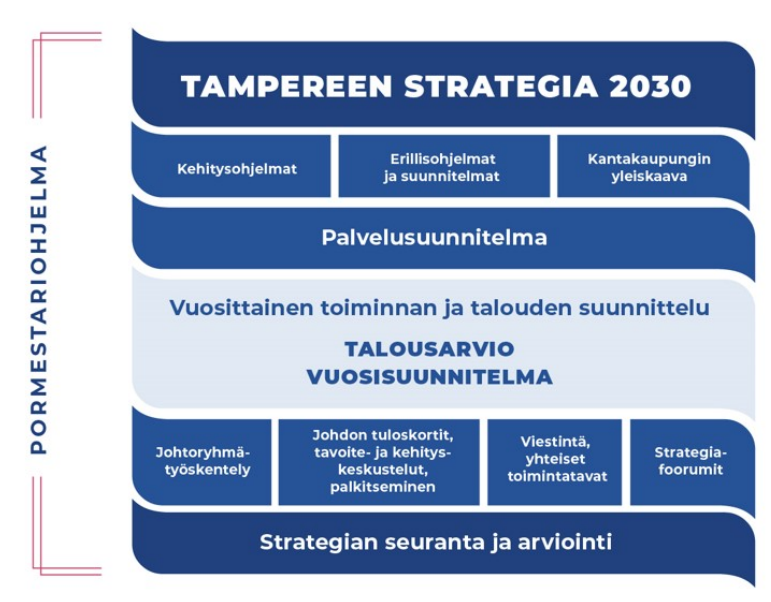 PORMESTARIOHJELMA
TAMPEREEN STRATEGIA 2030
Kehitysohjelmat
Erillisohjelmat
ja suunnitelmat
Kantakaupungin
yleiskaava
Palvelusuunnitelma
Vuosittainen toiminnan ja talouden suunnittelu
TALOUSARVIO
VUOSISUUNNITELMA
Johtoryhmä-
työskentely
Johdon tuloskortit,
tavoite- ja kehitys-
keskustelut,
palkitseminen
Viestintä,
yhteiset
toimintatavat
Strategia-
foorumit
Strategian seuranta ja arviointi